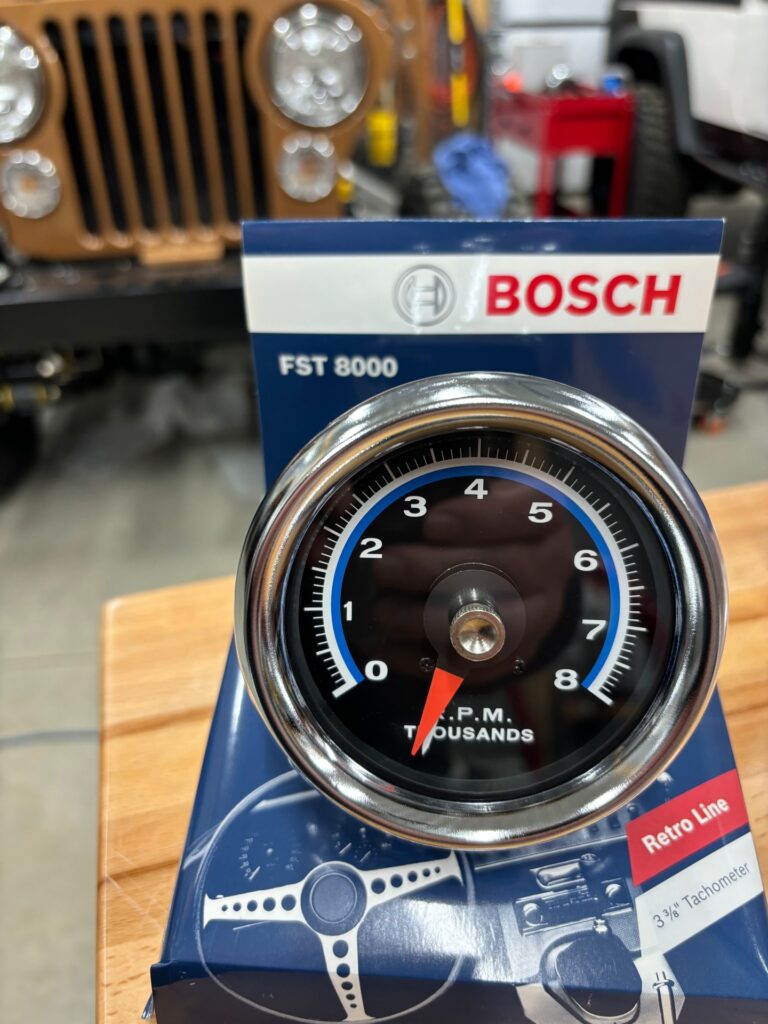 BOSCH
FST 8000
4
3
5
2
6
1
7
0
8
.P.M.
THOUSANDS
Retro Line
3 3/8" Tachometer